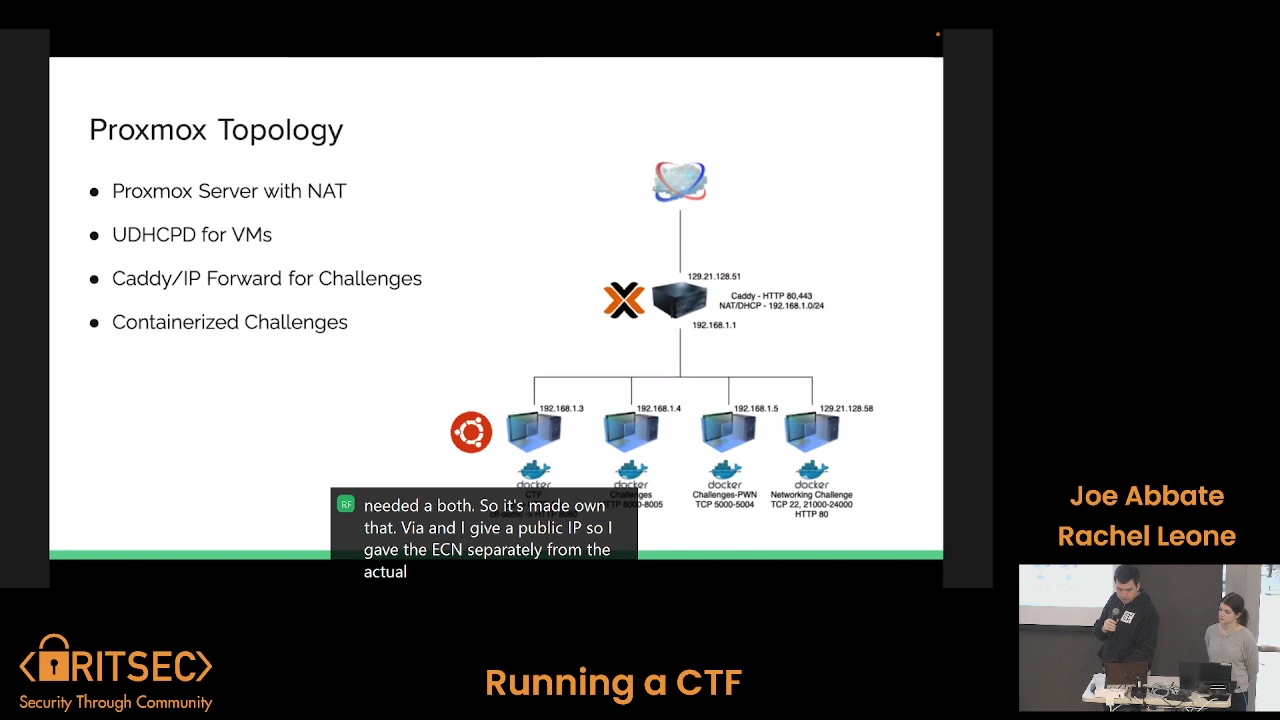 Proxmox Topology
● Proxmox Server with NAT
● UDHCPD for VMs
● Caddy/IP Forward for Challenges
● Containerized Challenges
129.21.128.51
Caddy - HTTP 80,443
NAT/DHCP - 192.168.1.0/24
192.168.1.1
192.168.1.3
192.168.1.4
192.168.1.5
129.21.128.58
docker
docker
docker
docker
CTF
Challenges
HTTP 8000-8005
Challenges-PWN
TCP 5000-5004
Networking Challenge
TCP 22, 21000-24000
HTTP 80
RF
needed a both. So it's made own
that. Via and I give a public IP so I
gave the ECN separately from the
actual
Joe Abbate
Rachel Leone
RITSEC
Security Through Community
Running a CTF